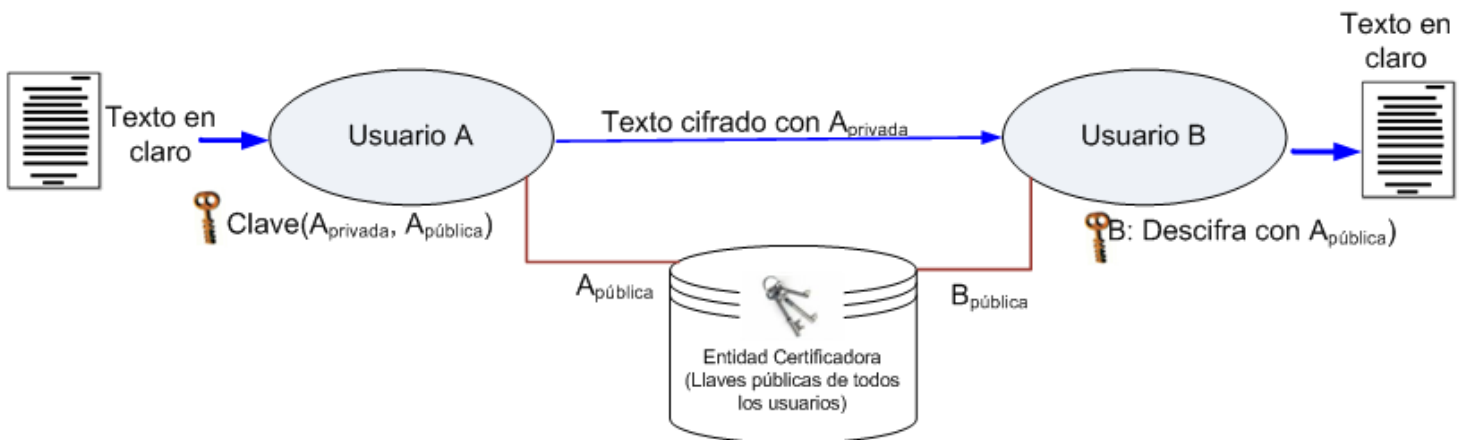 Texto en
claro
Usuario A
Texto cifrado con Aprivada
Usuario B
Texto en
claro
Clave(Aprivada, Apública)
B: Descifra con Apública)
Apública
Bpública
Entidad Certificadora
(Llaves públicas de todos
los usuarios)